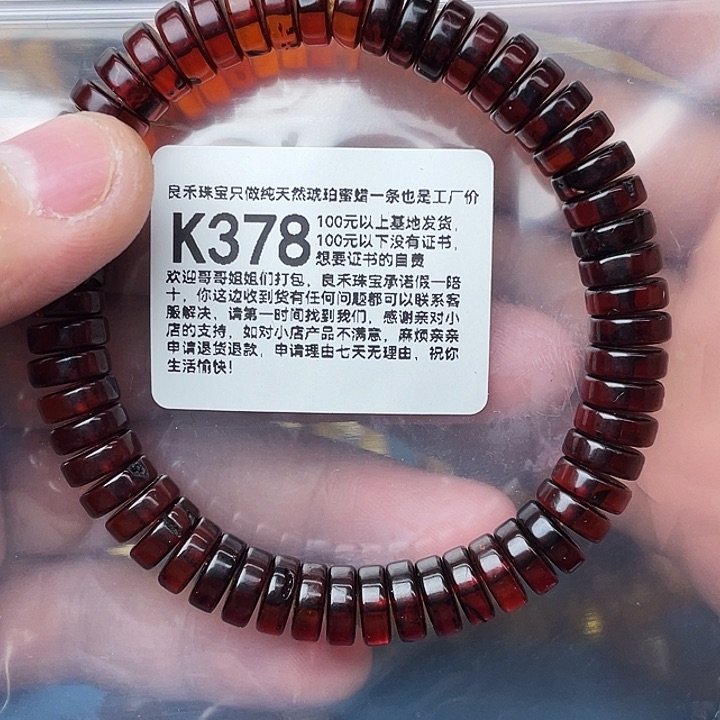 良禾珠宝只做纯天然琥珀蜜蜡一条也是工厂价
K378
100元以上基地发货，
100元以下没有证书，
想要证书的自费
欢迎哥哥姐姐们打包，良禾珠宝承诺假一陪
十，你这边收到货有任何问题都可以联系客
服解决、请第一时间找到我们，感谢亲对小
店的支持，如对小店产品不满意，麻烦亲亲
申请退货退款，申请理由七天无理由，祝你
生活愉快！